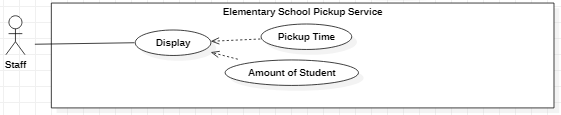 Elementary School Pickup Service
Pickup Time
Display
Staff
Amount of Student